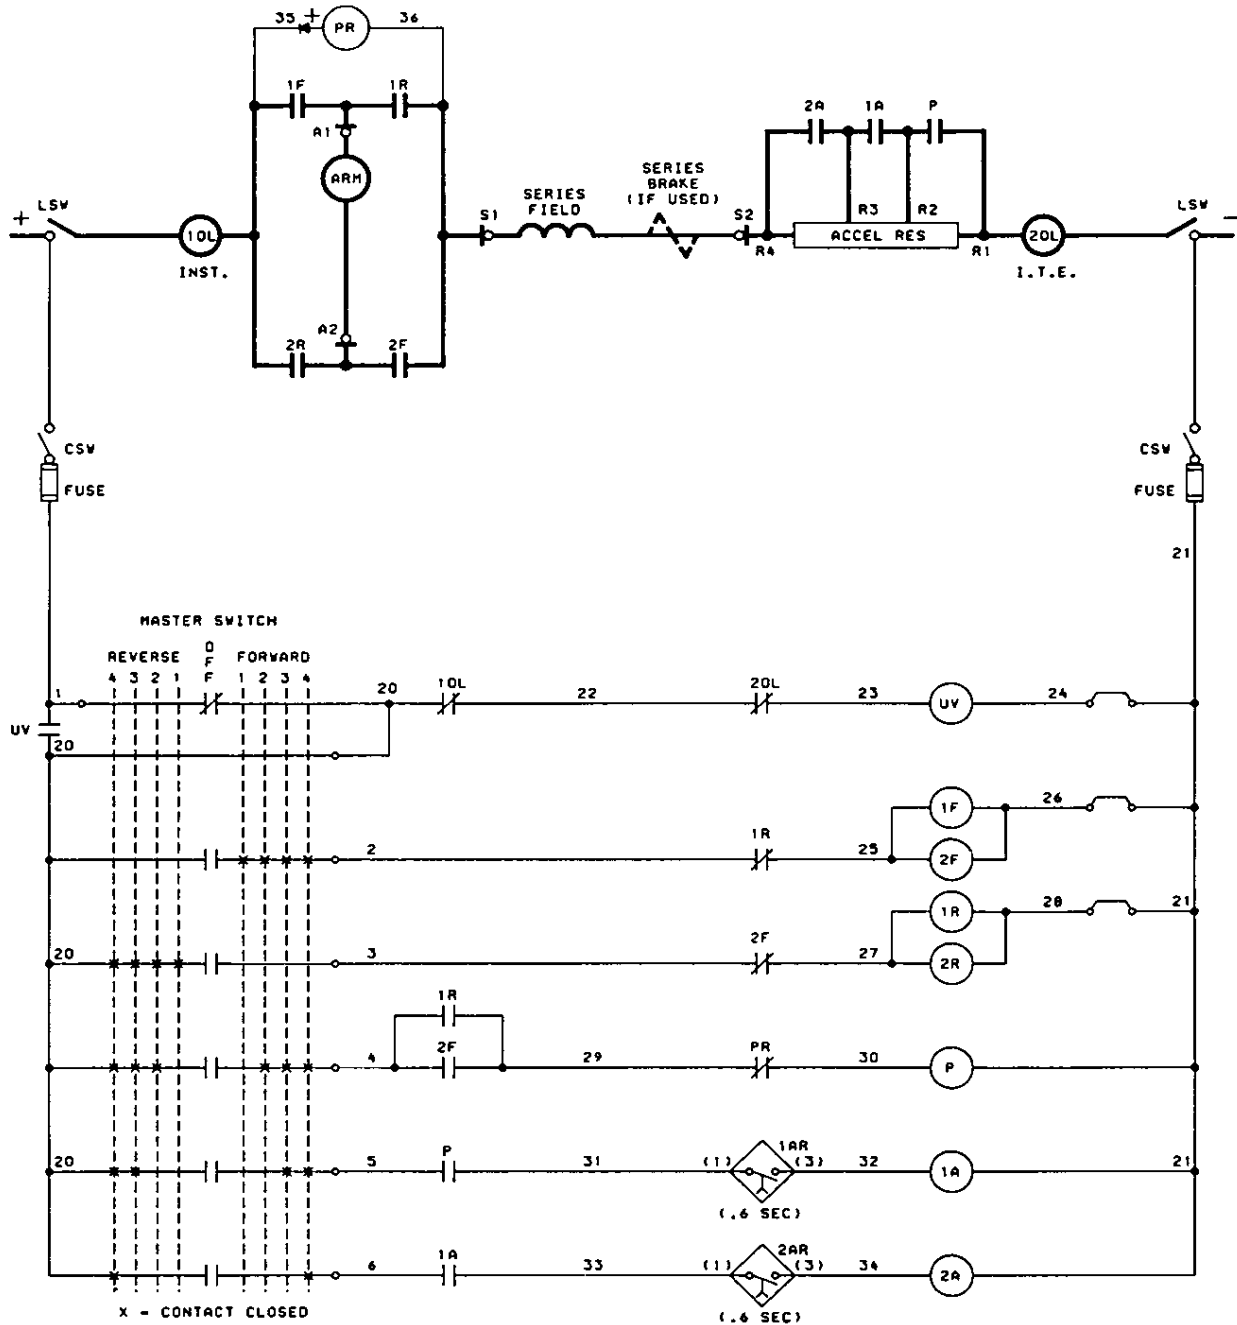 35 + PR 36
1F 1R
A1
ARM
A2
2R 2F
+ LSW
1OL
INST.
S1
SERIES
FIELD
SERIES
BRAKE
(IF USED)
S2
2A 1A P
R3 R2
R4 ACCEL RES R1
2OL
I.T.E.
LSW −
CSW
FUSE
CSW
FUSE
21
MASTER SWITCH
REVERSE OFF FORWARD
4 3 2 1 1 2 3 4
1 20 1OL 22 2OL 23 UV 24
UV
20
1F 26
2 1R 25 2F
1R 28 21
20 3 2F 27 2R
1R
4 2F 29 PR 30 P
20 5 P 31 (1) 1AR (3) 32 1A 21
(.6 SEC)
6 1A 33 (1) 2AR (3) 34 2A
(.6 SEC)
X - CONTACT CLOSED